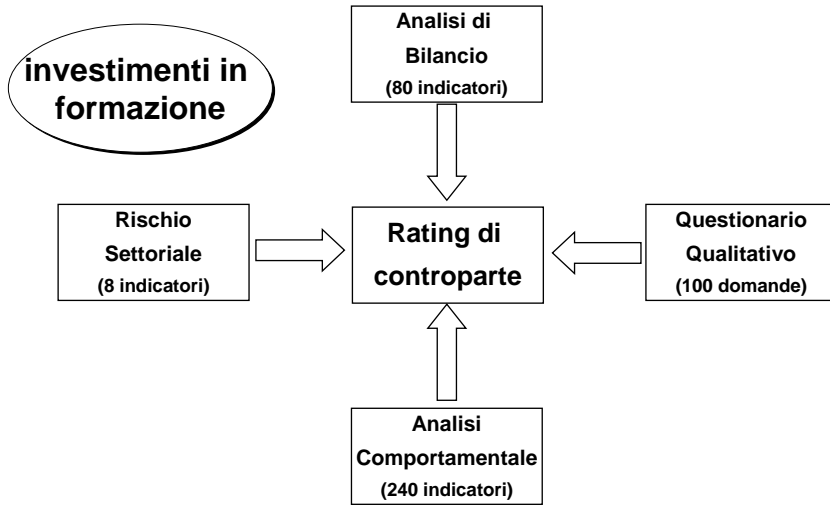 investimenti in
formazione
Analisi di
Bilancio
(80 indicatori)
Rischio
Settoriale
(8 indicatori)
Rating di
controparte
Questionario
Qualitativo
(100 domande)
Analisi
Comportamentale
(240 indicatori)